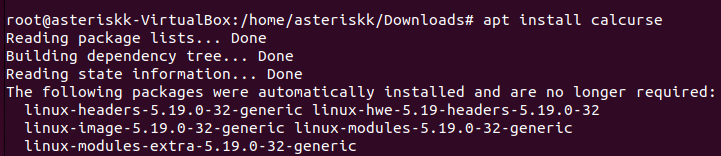 root@asteriskk-VirtualBox:/home/asteriskk/Downloads# apt install calcurse
Reading package lists... Done
Building dependency tree... Done
Reading state information... Done
The following packages were automatically installed and are no longer required:
  linux-headers-5.19.0-32-generic linux-hwe-5.19-headers-5.19.0-32
  linux-image-5.19.0-32-generic linux-modules-5.19.0-32-generic
  linux-modules-extra-5.19.0-32-generic